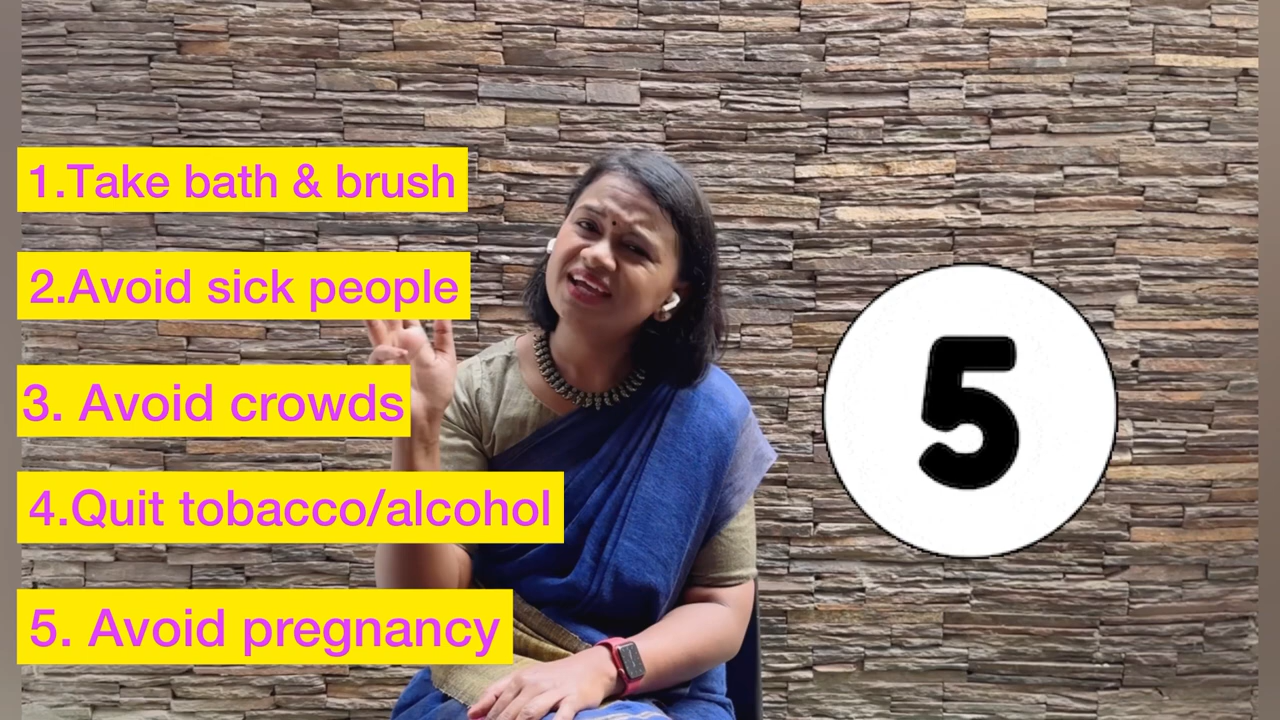 1.Take bath & brush
2.Avoid sick people
3. Avoid crowds
4.Quit tobacco/alcohol
5. Avoid pregnancy
5